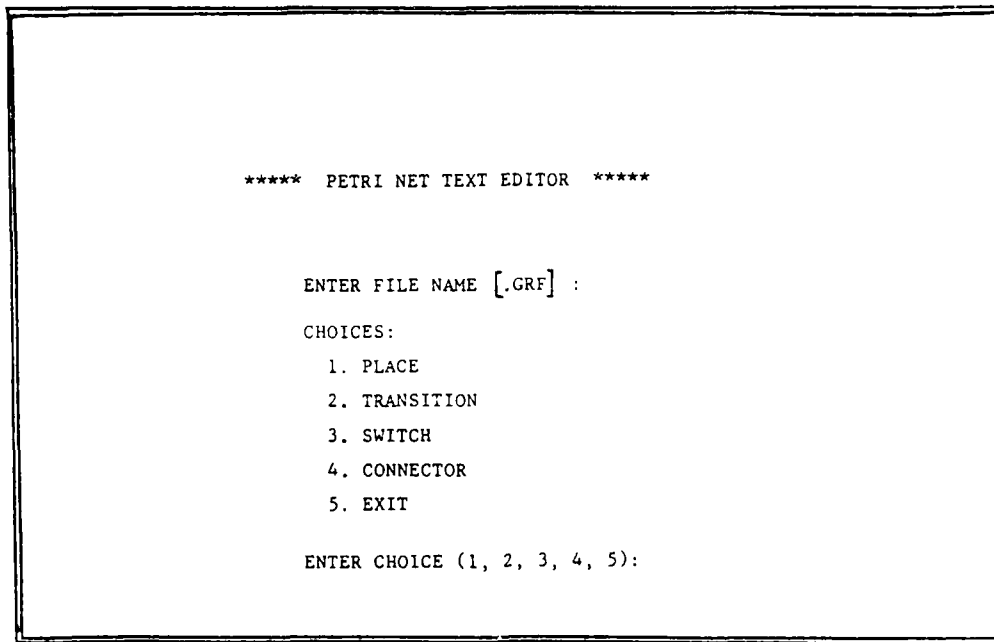 ***** PETRI NET TEXT EDITOR *****
ENTER FILE NAME [.GRF] :
CHOICES:
1. PLACE
2. TRANSITION
3. SWITCH
4. CONNECTOR
5. EXIT
ENTER CHOICE (1, 2, 3, 4, 5):